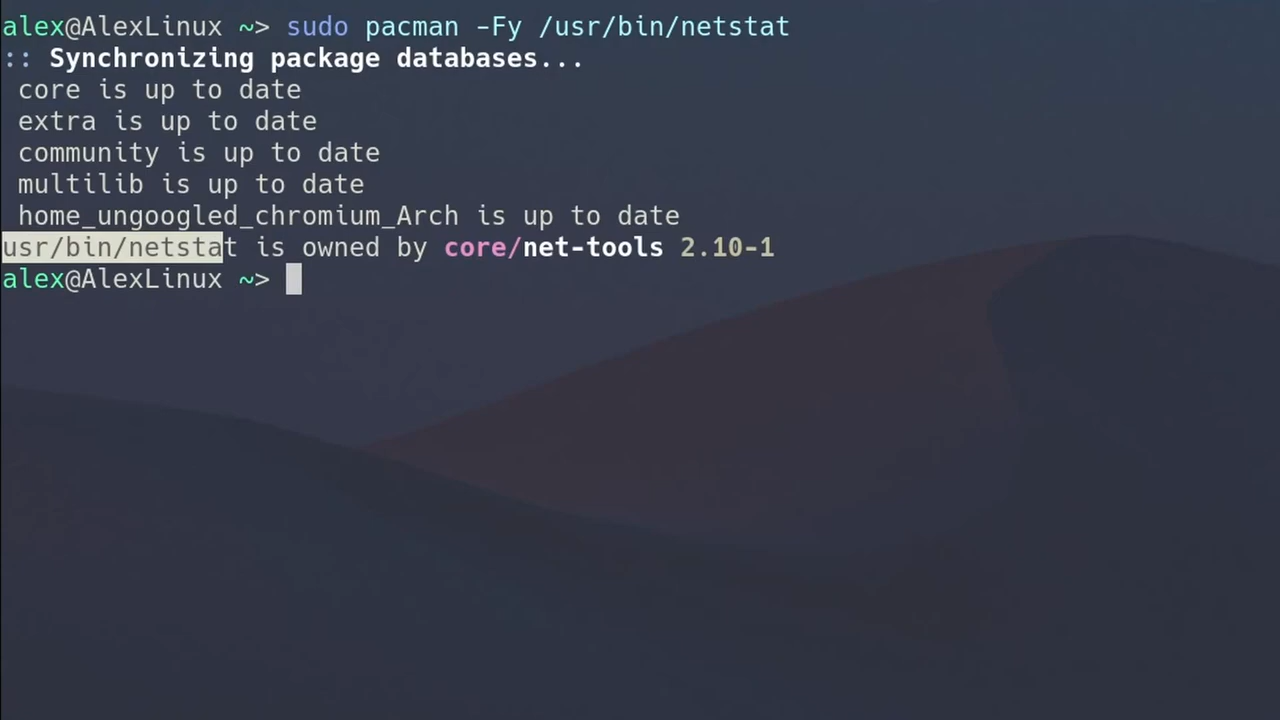 alex@AlexLinux ~> sudo pacman -Fy /usr/bin/netstat
:: Synchronizing package databases...
core is up to date
extra is up to date
community is up to date
multilib is up to date
home_ungoogled_chromium_Arch is up to date
usr/bin/netstat is owned by core/net-tools 2.10-1
alex@AlexLinux ~>